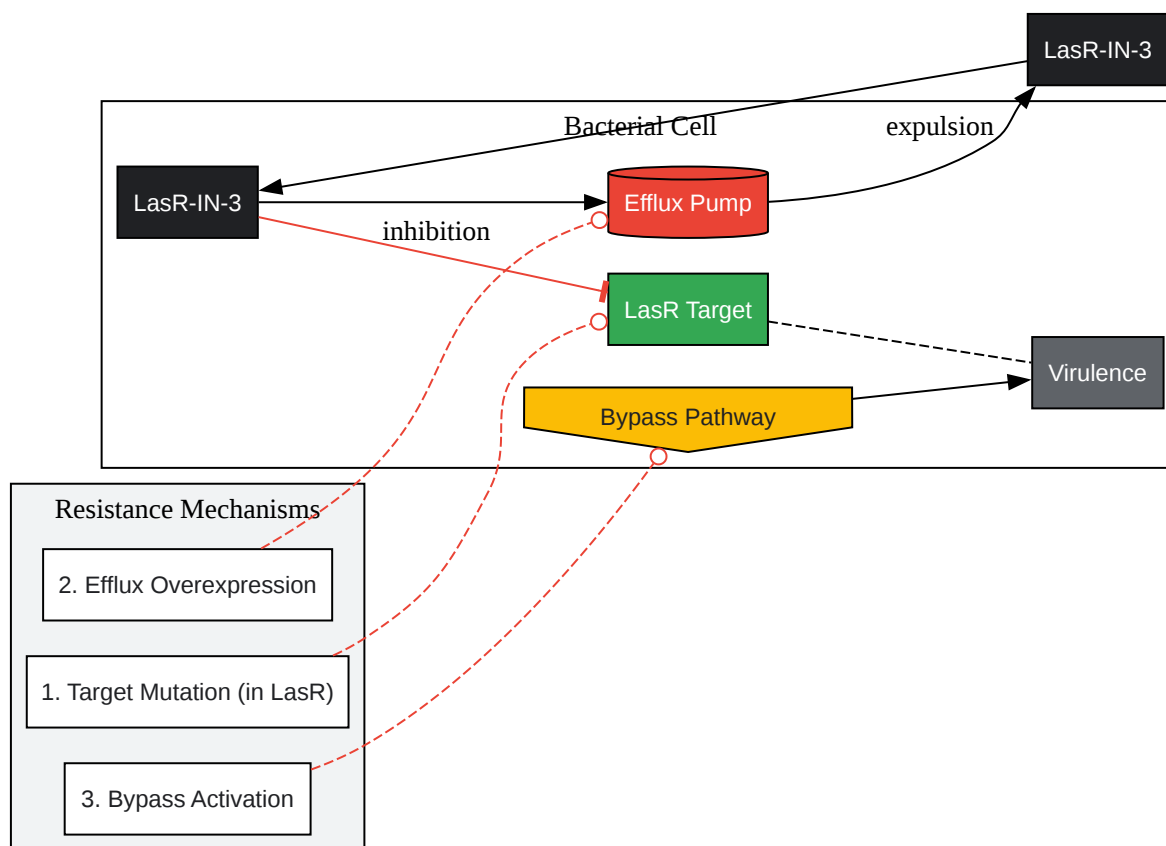 LasR-IN-3
Bacterial Cell
expulsion
LasR-IN-3
Efflux Pump
inhibition
LasR Target
Virulence
Bypass Pathway
Resistance Mechanisms
2. Efflux Overexpression
1. Target Mutation (in LasR)
3. Bypass Activation